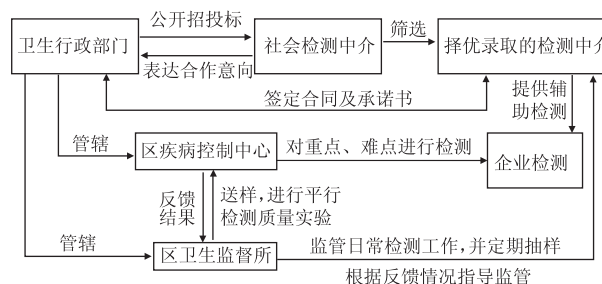 公开招投标
卫生行政部门
社会检测中介
筛选
择优录取的检测中介
表达合作意向
签定合同及承诺书
提供辅
助检测
管辖
区疾病控制中心
对重点、难点进行检测
企业检测
反馈
结果
送样,进行平行
检测质量实验
管辖
区卫生监督所
监管日常检测工作,并定期抽样
根据反馈情况指导监管